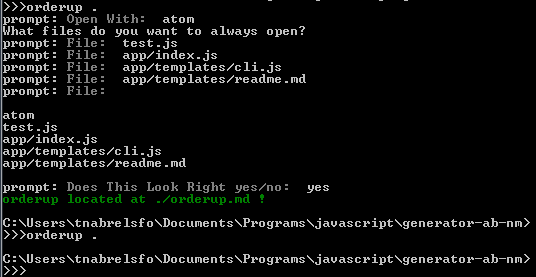 >>>orderup .
prompt: Open With:  atom
What files do you want to always open?
prompt: File:  test.js
prompt: File:  app/index.js
prompt: File:  app/templates/cli.js
prompt: File:  app/templates/readme.md
prompt: File:
atom
test.js
app/index.js
app/templates/cli.js
app/templates/readme.md
prompt: Does This Look Right yes/no:  yes
orderup located at ./orderup.md !
C:\Users\tnabrelsfo\Documents\Programs\javascript\generator-ab-nm>
>>>orderup .
C:\Users\tnabrelsfo\Documents\Programs\javascript\generator-ab-nm>
>>>